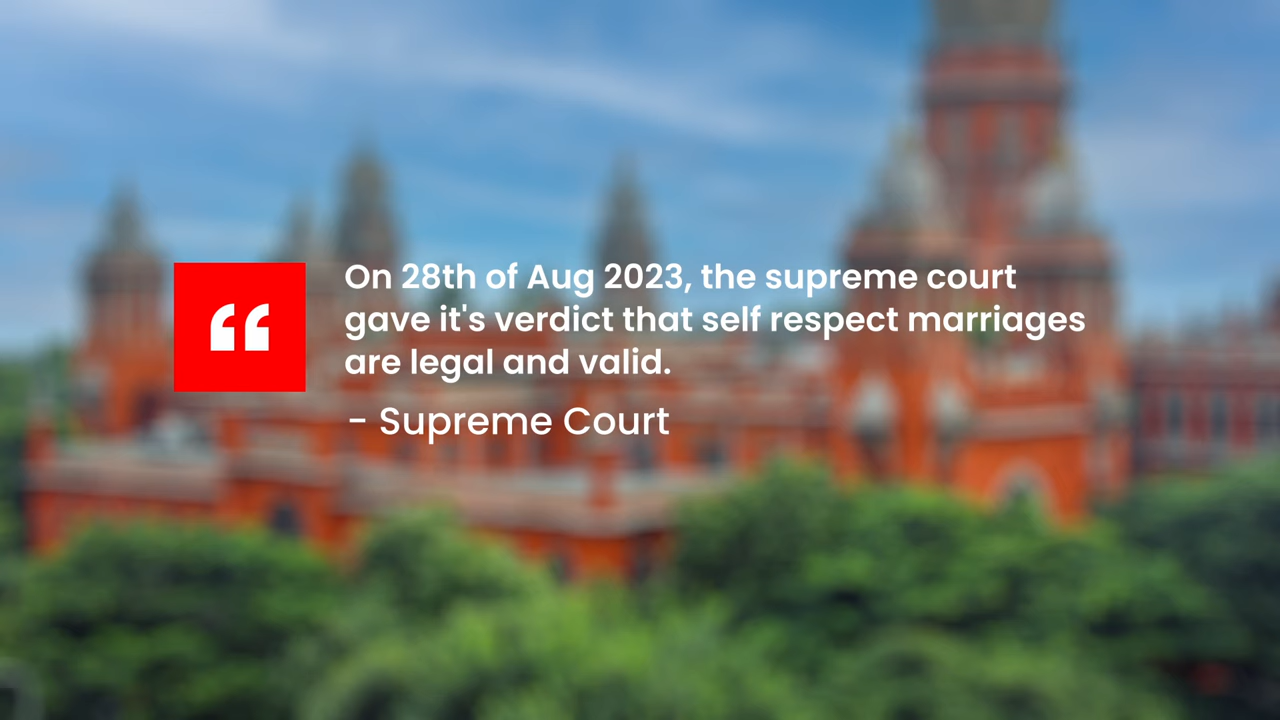 “
On 28th of Aug 2023, the supreme court
gave it's verdict that self respect marriages
are legal and valid.
- Supreme Court